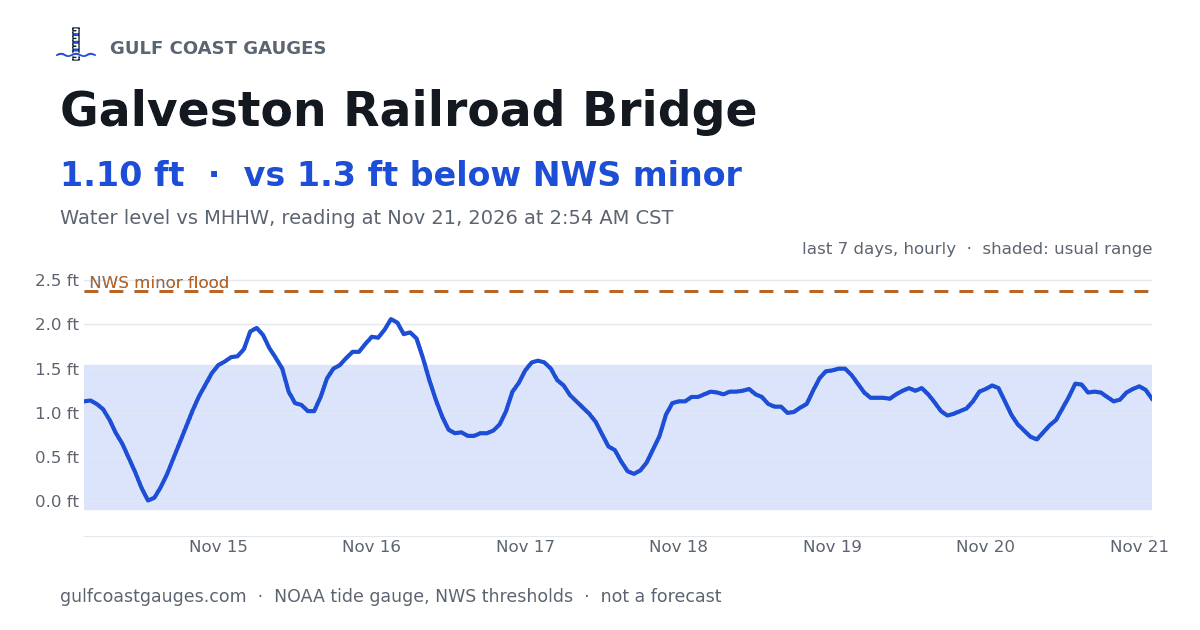 GULF COAST GAUGES
Galveston Railroad Bridge
1.10 ft · vs 1.3 ft below NWS minor
Water level vs MHHW, reading at Nov 21, 2026 at 2:54 AM CST
last 7 days, hourly · shaded: usual range
2.5 ft
NWS minor flood
2.0 ft
1.5 ft
1.0 ft
0.5 ft
0.0 ft
Nov 15 Nov 16 Nov 17 Nov 18 Nov 19 Nov 20 Nov 21
gulfcoastgauges.com · NOAA tide gauge, NWS thresholds · not a forecast